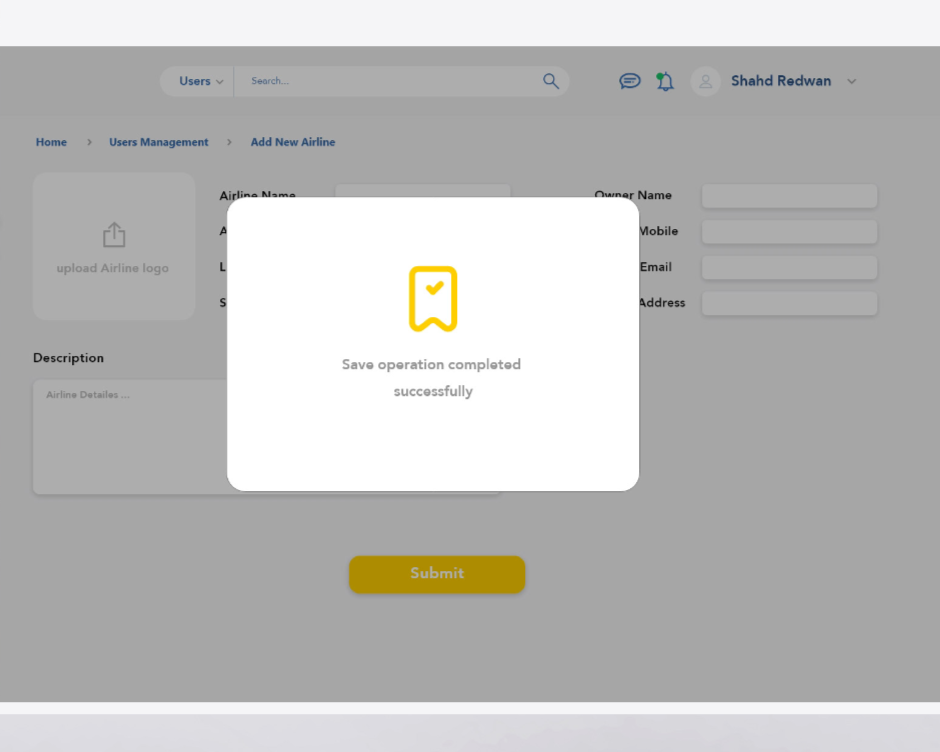 Users
Search...
Shahd Redwan
Home > Users Management > Add New Airline
upload Airline logo
Airline Name
Owner Name
Mobile
Email
Address
Save operation completed
successfully
Description
Airline Detailes ...
Submit